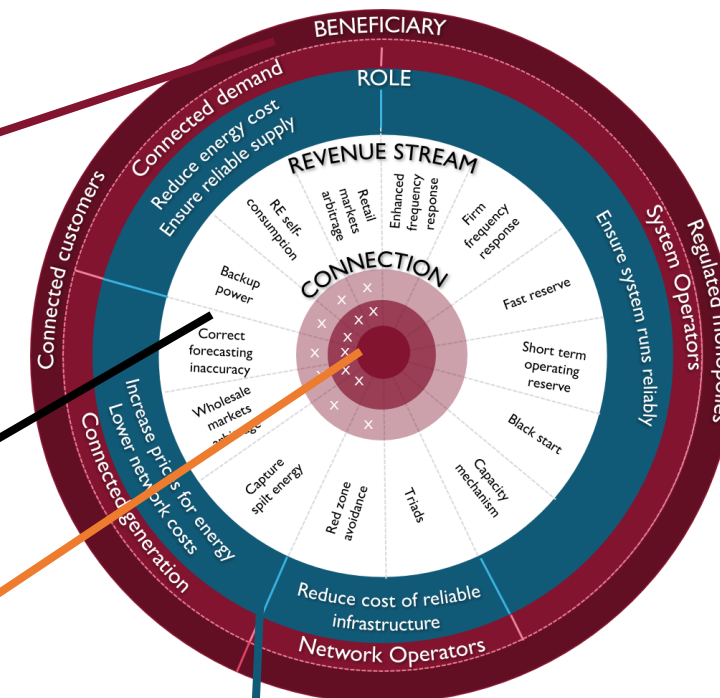 BENEFICIARY
ROLE
REVENUE STREAM
CONNECTION
Connected customers
Connected demand
Reduce energy cost
Ensure reliable supply
RE self-
consumption
Retail
markets
arbitrage
Enhanced
frequency
response
Firm
frequency
response
Fast reserve
Short term
operating
reserve
Black start
Capacity
mechanism
Triads
Red zone
avoidance
Capture
spilt energy
Wholesale
markets
Correct
forecasting
inaccuracy
Backup
power
Ensure system runs reliably
System Operators
Regulated
Increase prices for energy
Lower network costs
Connected generation
Reduce cost of reliable
infrastructure
Network Operators
x
x
x
x
x
x
x
x
x
x
x
x